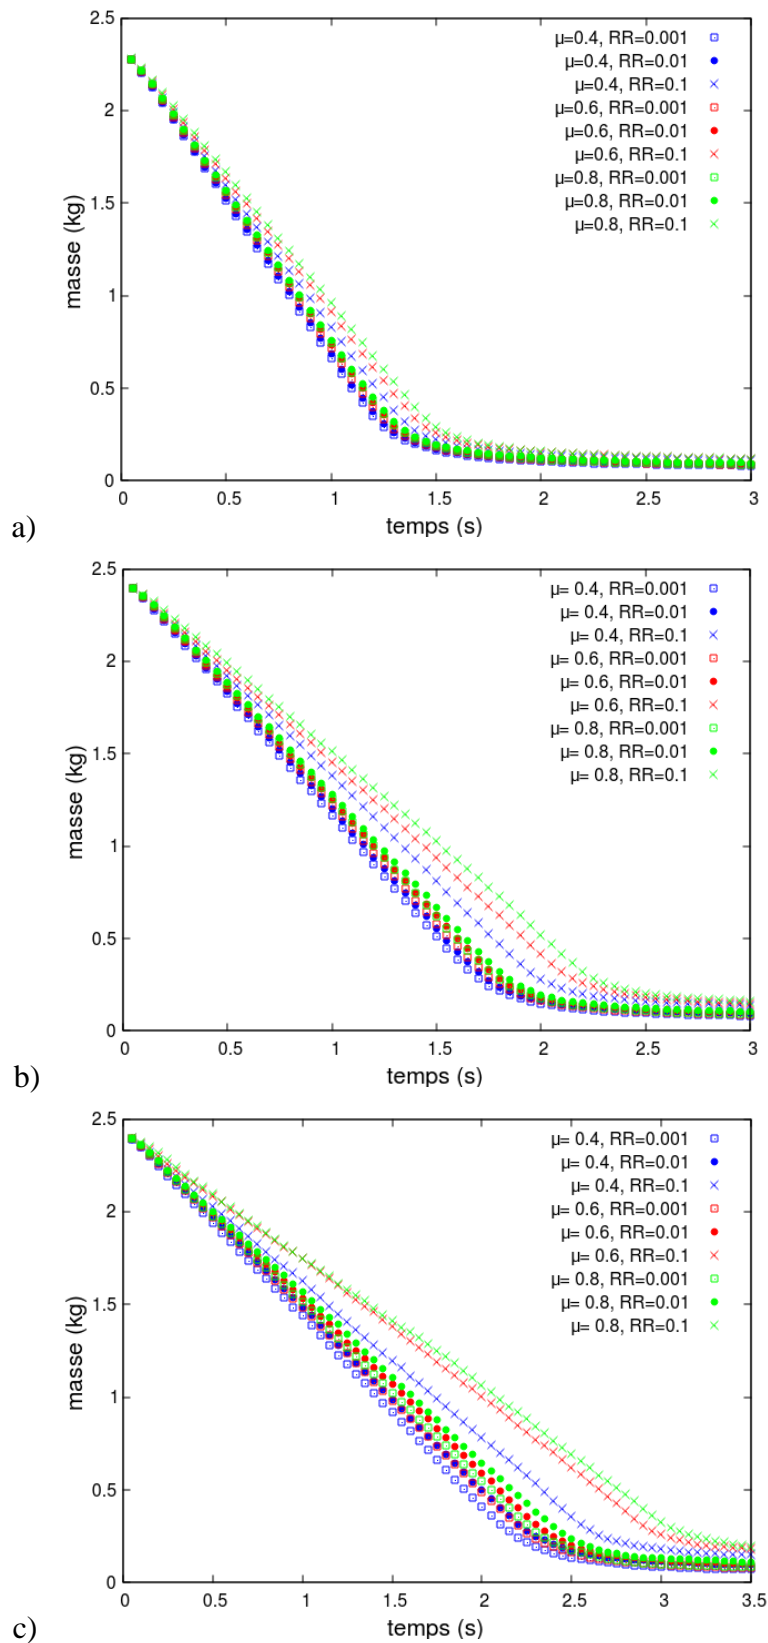 2.5
2
1.5
1
0.5
0
masse (kg)
μ=0.4, RR=0.001
μ=0.4, RR=0.01
μ=0.4, RR=0.1
μ=0.6, RR=0.001
μ=0.6, RR=0.01
μ=0.6, RR=0.1
μ=0.8, RR=0.001
μ=0.8, RR=0.01
μ=0.8, RR=0.1
0 0.5 1 1.5 2 2.5 3
temps (s)
a)
2.5
2
1.5
1
0.5
0
masse (kg)
μ= 0.4, RR=0.001
μ= 0.4, RR=0.01
μ= 0.4, RR=0.1
μ= 0.6, RR=0.001
μ= 0.6, RR=0.01
μ= 0.6, RR=0.1
μ= 0.8, RR=0.001
μ= 0.8, RR=0.01
μ= 0.8, RR=0.1
0 0.5 1 1.5 2 2.5 3
temps (s)
b)
2.5
2
1.5
1
0.5
0
masse (kg)
μ= 0.4, RR=0.001
μ= 0.4, RR=0.01
μ= 0.4, RR=0.1
μ= 0.6, RR=0.001
μ= 0.6, RR=0.01
μ= 0.6, RR=0.1
μ= 0.8, RR=0.001
μ= 0.8, RR=0.01
μ= 0.8, RR=0.1
0 0.5 1 1.5 2 2.5 3 3.5
temps (s)
c)